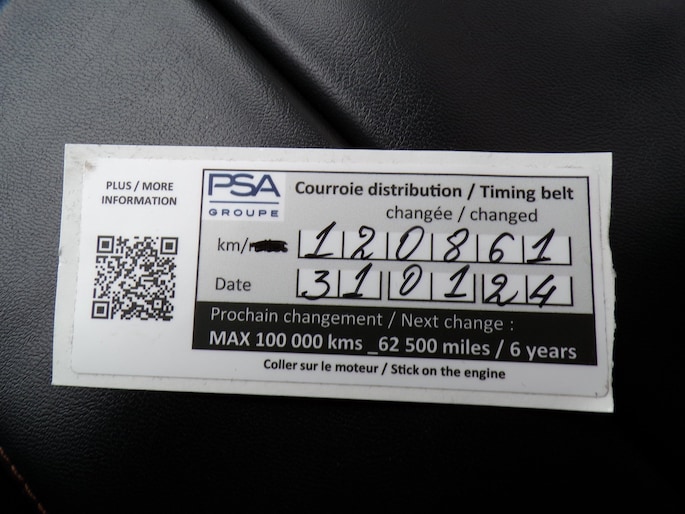 PLUS / MORE
INFORMATION
PSA
GROUPE
Courroie distribution / Timing belt
changée / changed
km/ 120861
Date 310124
Prochain changement / Next change :
MAX 100 000 kms _62 500 miles / 6 years
Coller sur le moteur / Stick on the engine